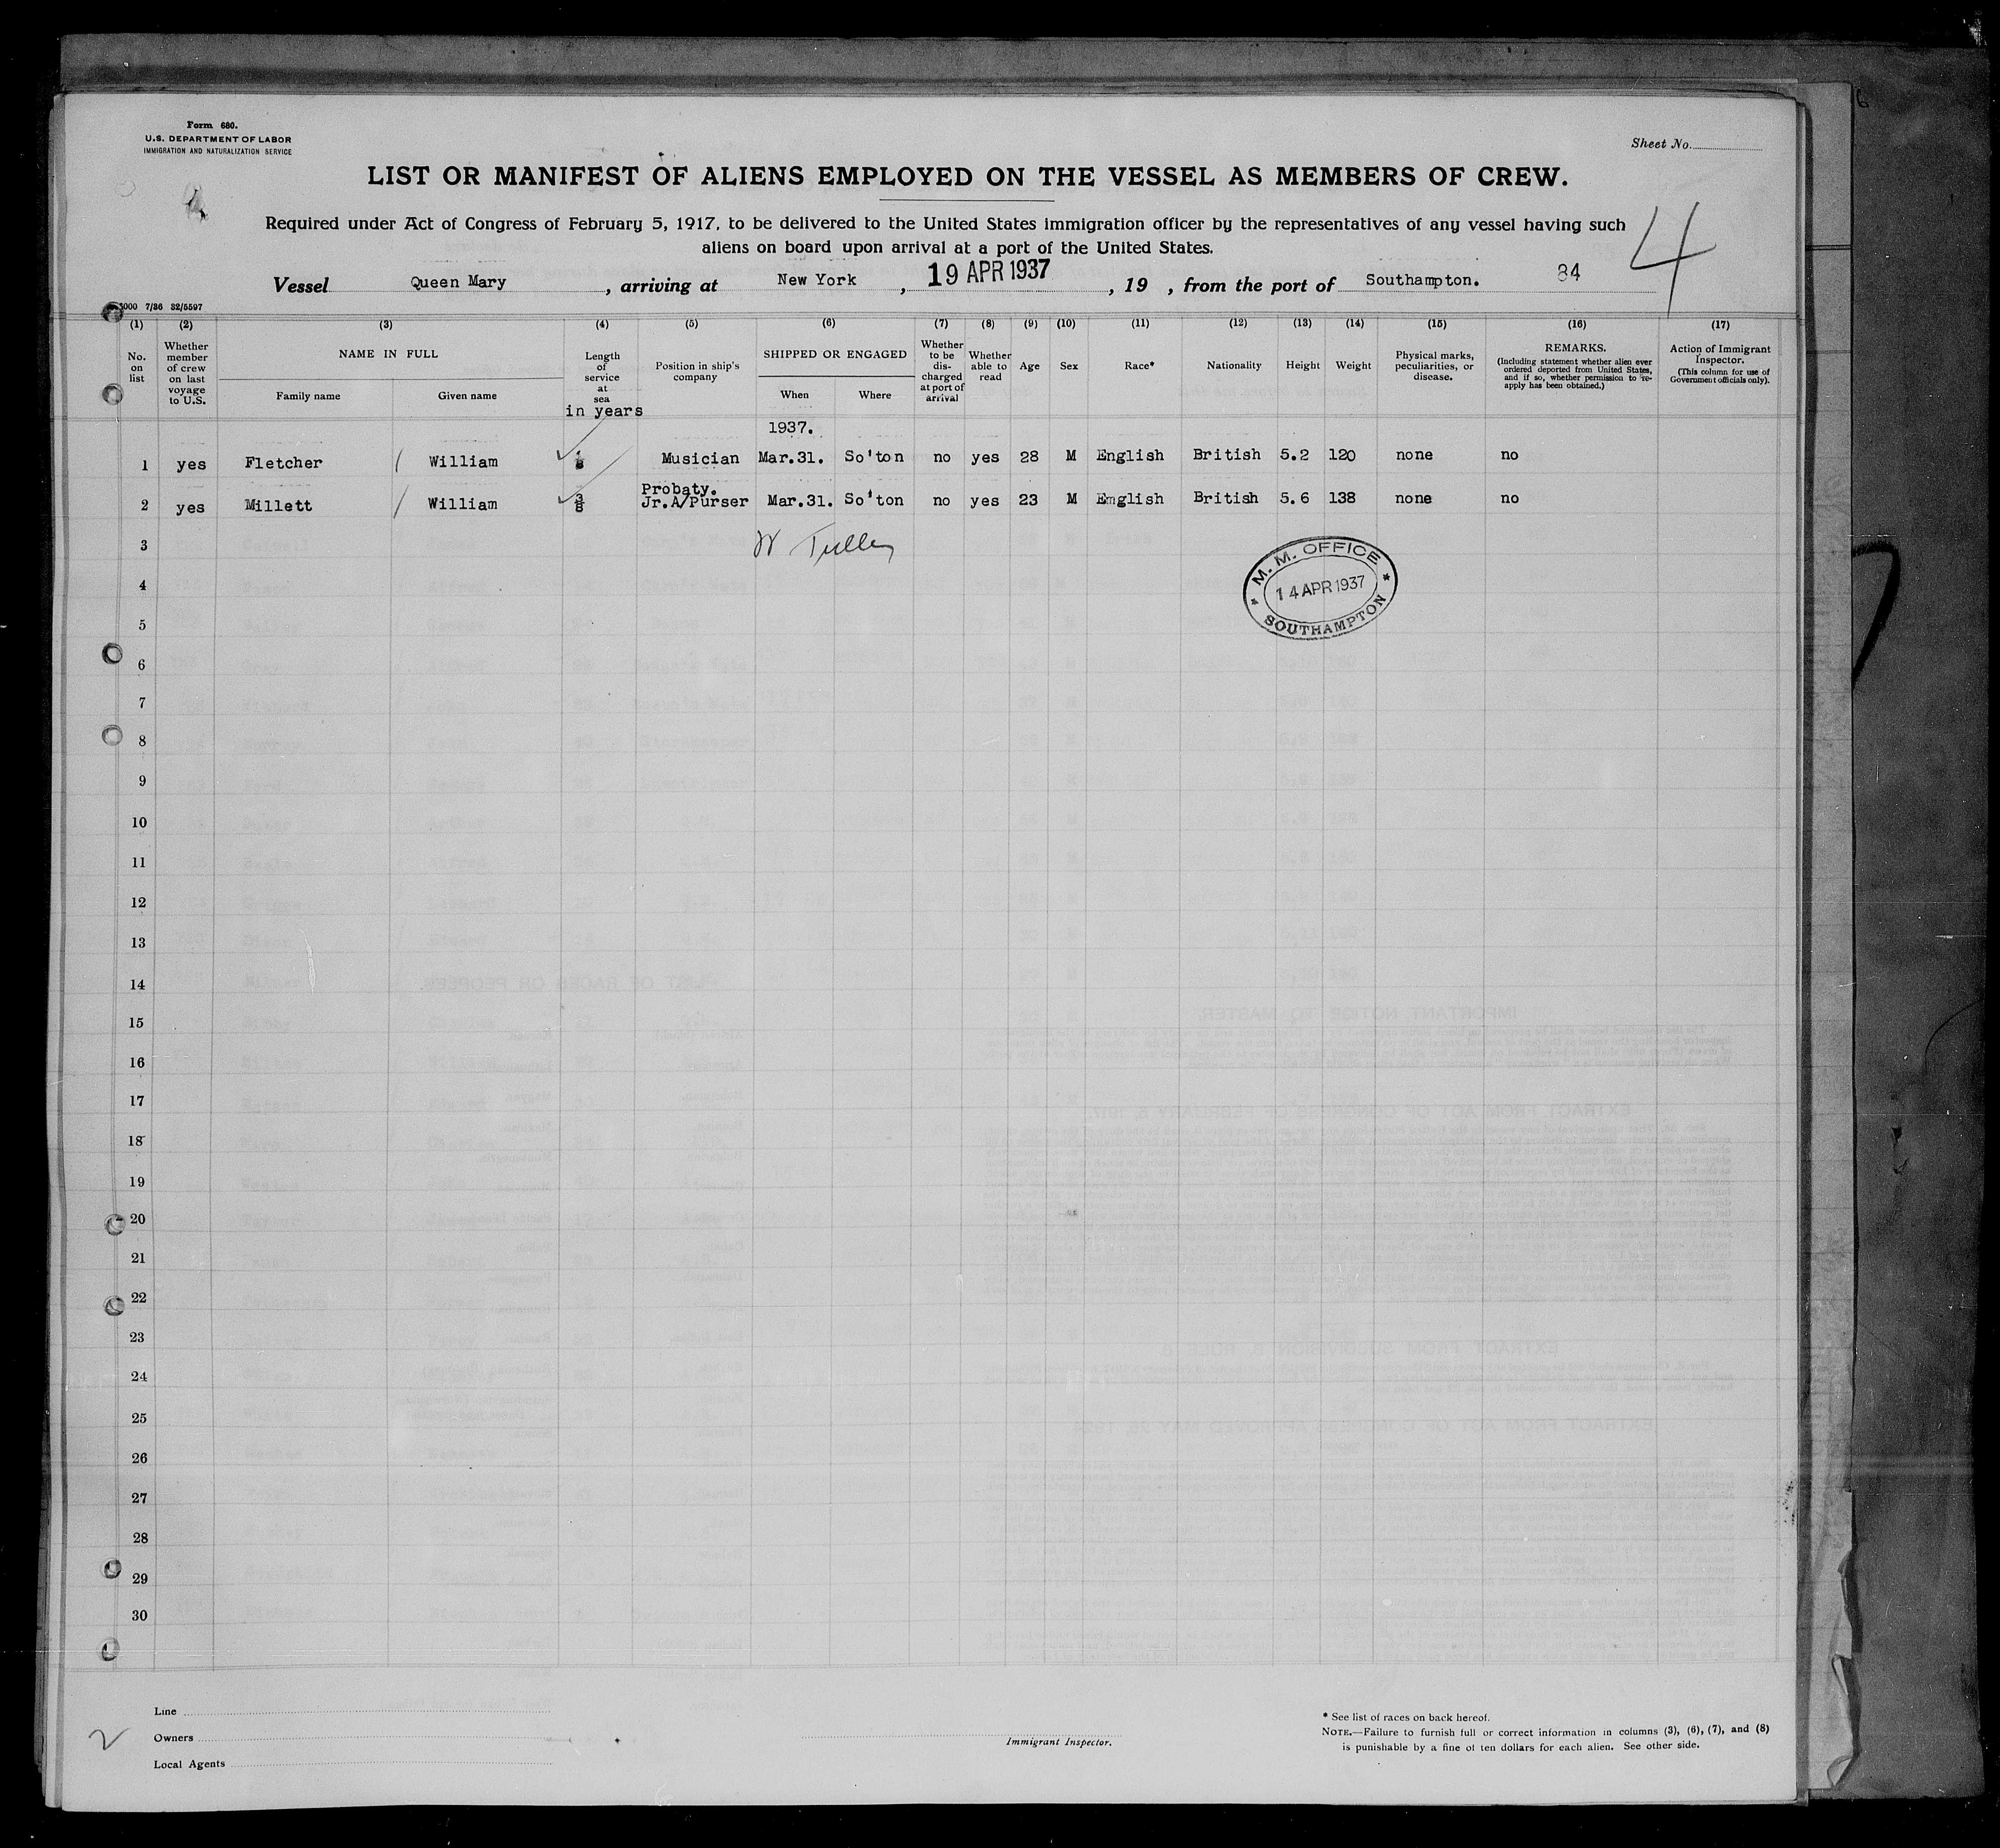 Form 680.
U.S. DEPARTMENT OF LABOR
IMMIGRATION AND NATURALIZATION SERVICE
Sheet No.
LIST OR MANIFEST OF ALIENS EMPLOYED ON THE VESSEL AS MEMBERS OF CREW.
Required under Act of Congress of February 5, 1917, to be delivered to the United States immigration officer by the representatives of any vessel having such
aliens on board upon arrival at a port of the United States.
4
Vessel Queen Mary, arriving at New York, 19 APR 1937, 19 , from the port of Southampton. 84
7/36 32/5597
(1) (2) (3) (4) (5) (6) (7) (8) (9) (10) (11) (12) (13) (14) (15) (16) (17)
No. on list
Whether member of crew on last voyage to U.S.
NAME IN FULL
Family name Given name
Length of service at sea
in years
Position in ship's company
SHIPPED OR ENGAGED
When Where
Whether to be discharged at port of arrival
Whether able to read
Age Sex Race* Nationality Height Weight
Physical marks, peculiarities, or disease.
REMARKS.
(Including statement whether alien ever ordered deported from United States, and if so, whether permission to re-apply has been obtained.)
Action of Immigrant Inspector.
(This column for use of Government officials only).
1937.
1 yes Fletcher William Musician Mar.31. So'ton no yes 28 M English British 5.2 120 none no
2 yes Millett William 3/8 Probaty. Jr.A/Purser Mar.31. So'ton no yes 23 M English British 5.6 138 none no
3
M. M. OFFICE
14 APR 1937
SOUTHAMPTON
4
5
6
7
8
9
10
11
12
13
14
15
16
17
18
19
20
21
22
23
24
25
26
27
28
29
30
Line
Owners
Local Agents
2
Immigrant Inspector.
* See list of races on back hereof.
NOTE.—Failure to furnish full or correct information in columns (3), (6), (7), and (8)
is punishable by a fine of ten dollars for each alien. See other side.